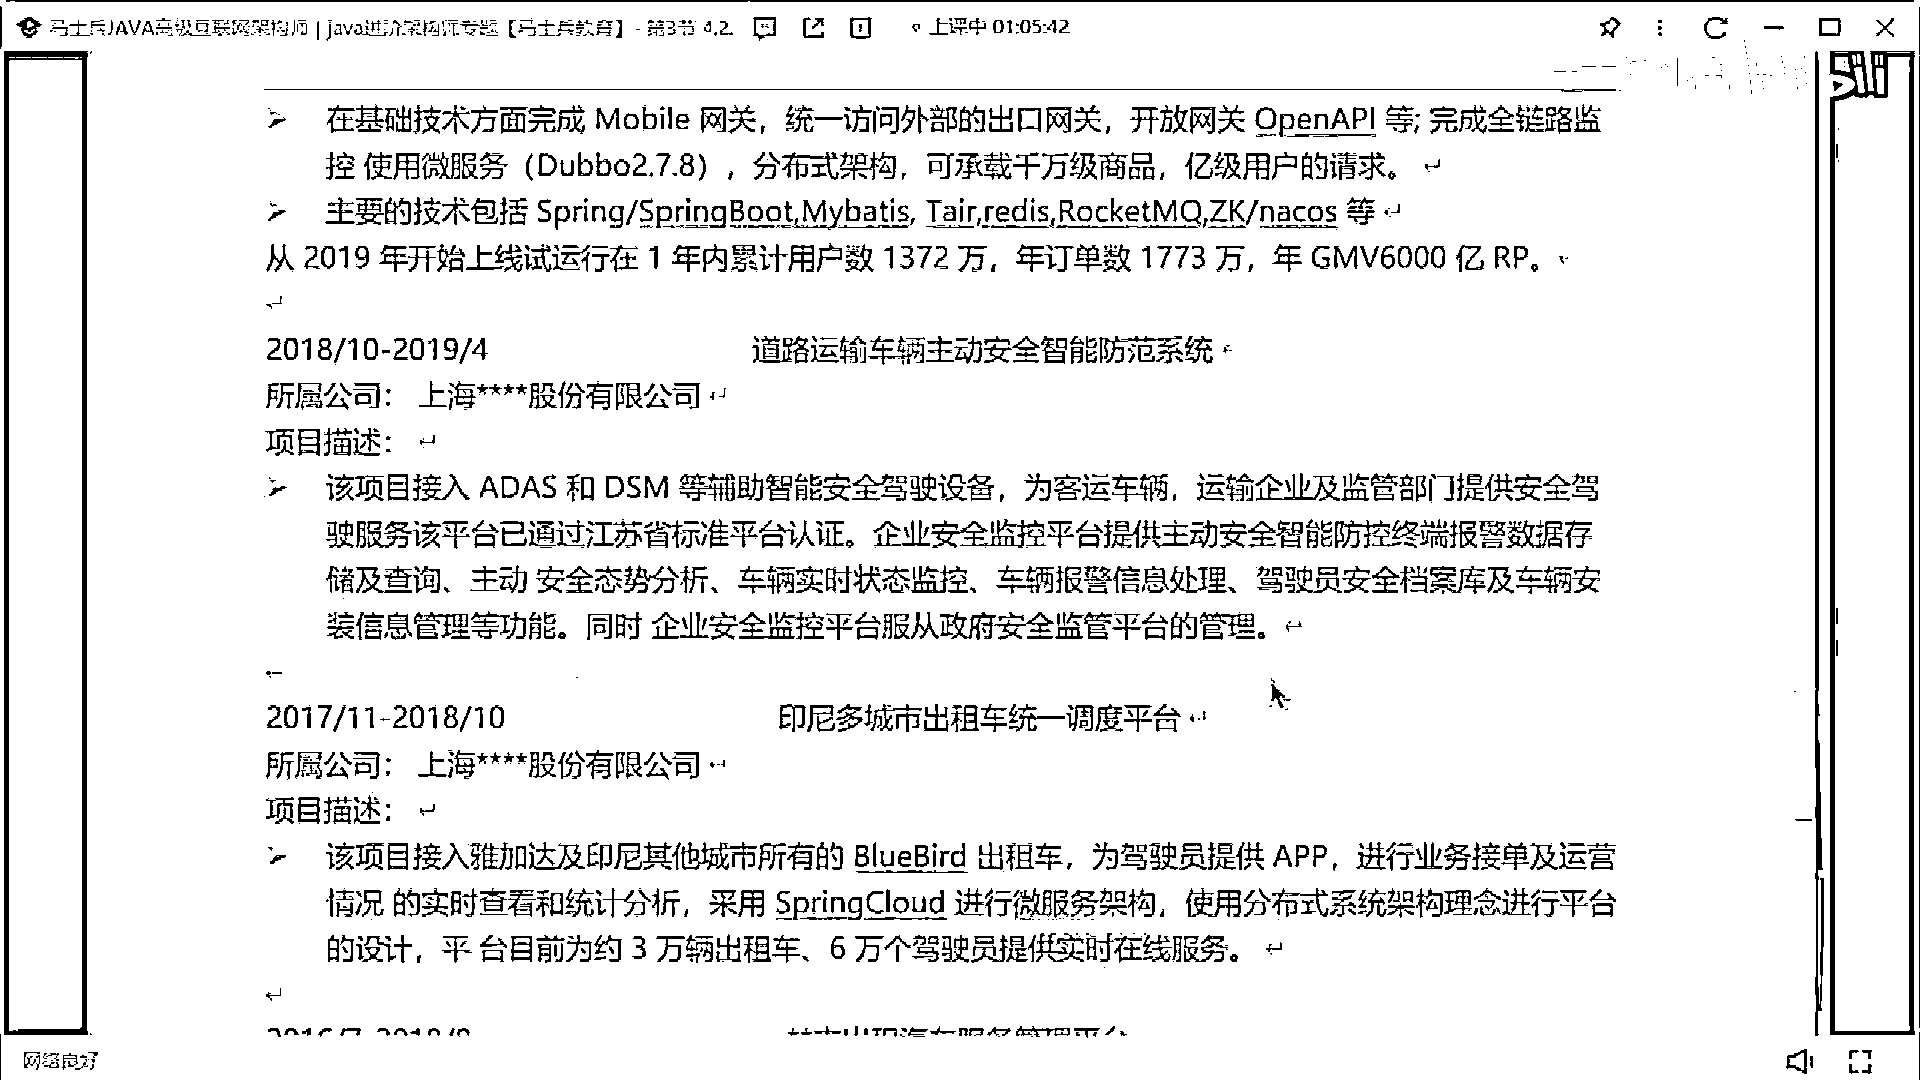 马士兵JAVA高级互联网架构师 | java进阶架构师专题【马士兵教育】- 第3节 4.2. 上课中 01:05:42
在基础技术方面完成 Mobile 网关，统一访问外部的出口网关，开放网关 OpenAPI 等; 完成全链路监
控 使用微服务（Dubbo2.7.8），分布式架构，可承载千万级商品，亿级用户的请求。
主要的技术包括 Spring/SpringBoot,Mybatis, Tair,redis,RocketMQ,ZK/nacos 等
从 2019 年开始上线试运行在 1 年内累计用户数 1372 万，年订单数 1773 万，年 GMV6000 亿 RP。
2018/10-2019/4 道路运输车辆主动安全智能防范系统
所属公司： 上海****股份有限公司
项目描述：
该项目接入 ADAS 和 DSM 等辅助智能安全驾驶设备，为客运车辆，运输企业及监管部门提供安全驾
驶服务该平台已通过江苏省标准平台认证。企业安全监控平台提供主动安全智能防控终端报警数据存
储及查询、主动 安全态势分析、车辆实时状态监控、车辆报警信息处理、驾驶员安全档案库及车辆安
装信息管理等功能。同时 企业安全监控平台服从政府安全监管平台的管理。
2017/11-2018/10 印尼多城市出租车统一调度平台
所属公司： 上海****股份有限公司
项目描述：
该项目接入雅加达及印尼其他城市所有的 BlueBird 出租车，为驾驶员提供 APP，进行业务接单及运营
情况 的实时查看和统计分析，采用 SpringCloud 进行微服务架构，使用分布式系统架构理念进行平台
的设计，平 台目前为约 3 万辆出租车、6 万个驾驶员提供实时在线服务。
网络良好